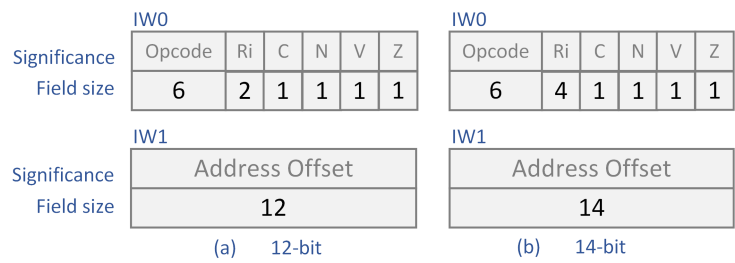 IW0 IW0
Significance Opcode Ri C N V Z Opcode Ri C N V Z
Field size 6 2 1 1 1 1 6 4 1 1 1 1
IW1 IW1
Significance Address Offset Address Offset
Field size 12 14
(a) 12-bit (b) 14-bit